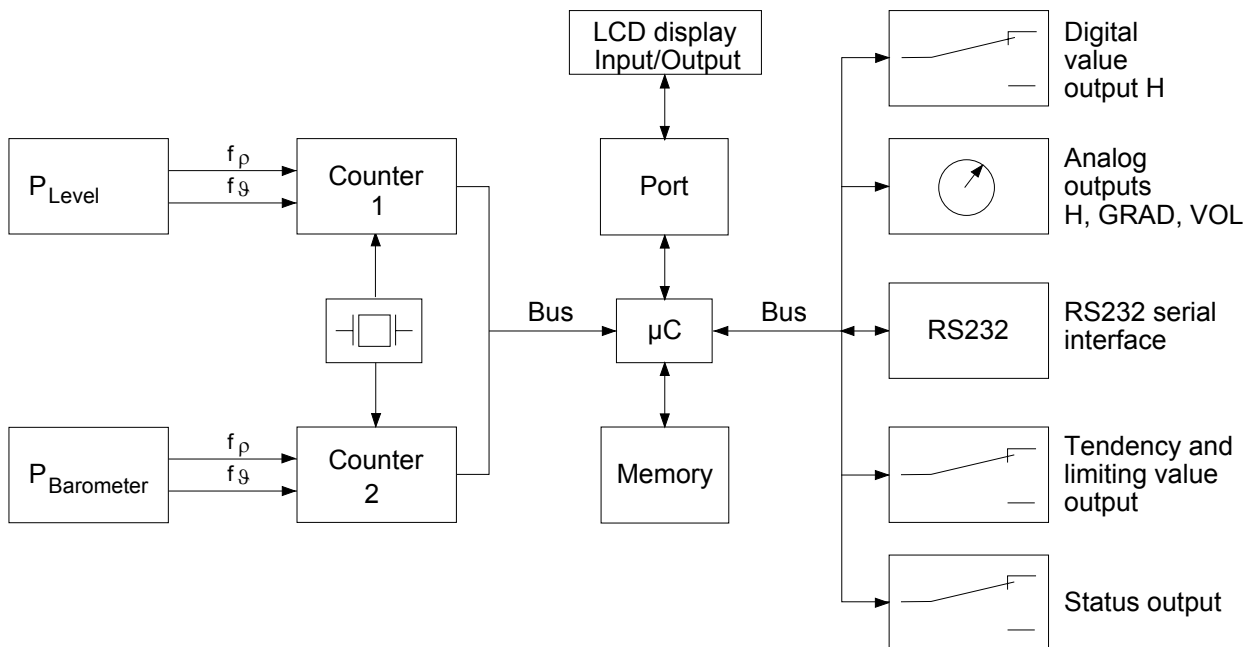 LCD display
Input/Output
Digital
value
output H
P Level
f ρ
f ϑ
Counter
1
Port
Analog
outputs
H, GRAD, VOL
Bus
µC
Bus
RS232
RS232 serial
interface
P Barometer
f ρ
f ϑ
Counter
2
Memory
Tendency and
limiting value
output
Status output